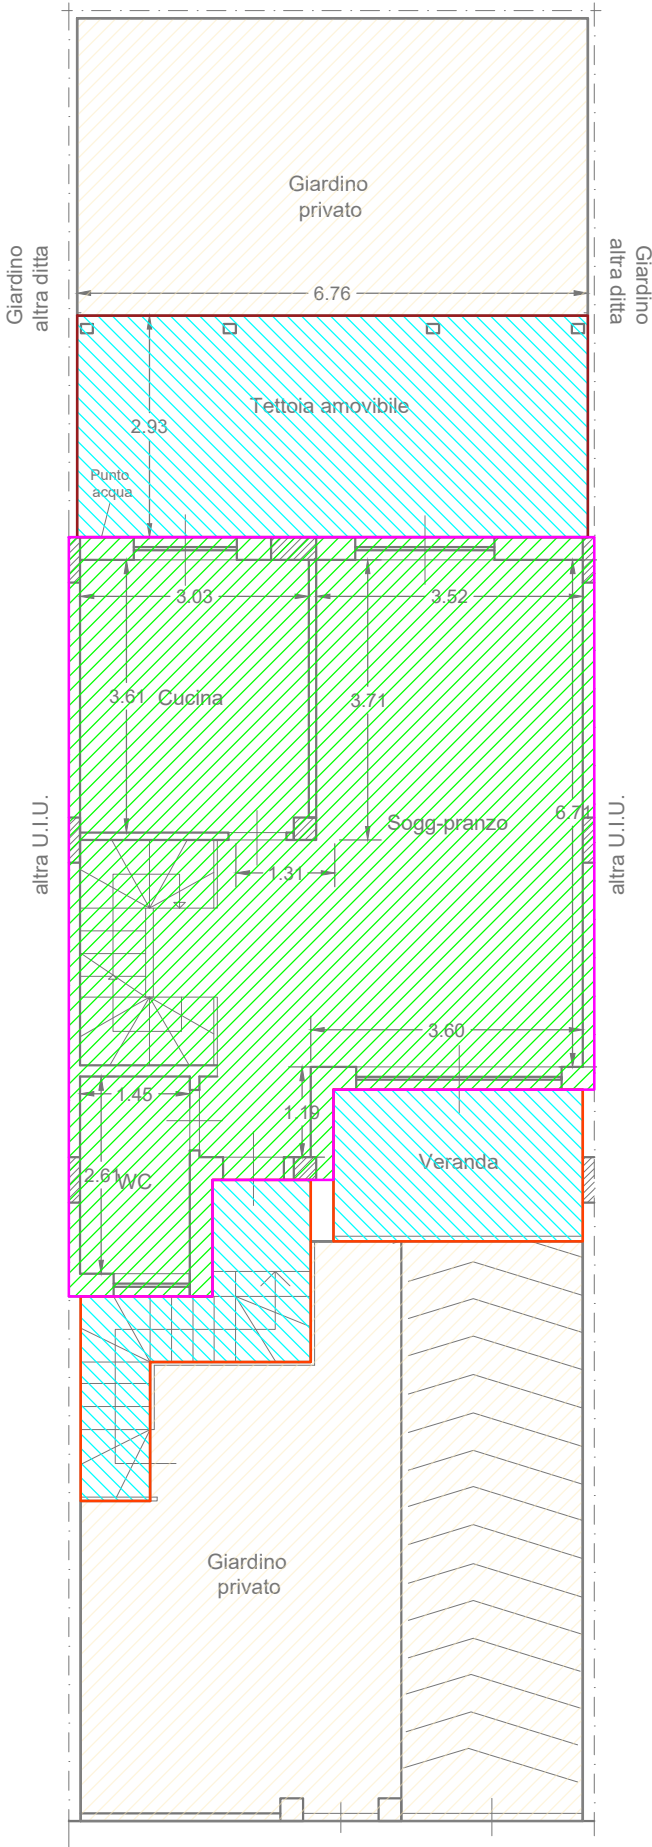 Giardino
privato
Giardino
altra ditta
Giardino
altra ditta
6.76
Tettoia amovibile
2.93
Punto
acqua
3.03
3.52
3.61
Cucina
3.71
Sogg-pranzo
6.71
altra U.I.U.
altra U.I.U.
1.31
3.60
1.45
1.19
2.61
WC
Veranda
Giardino
privato